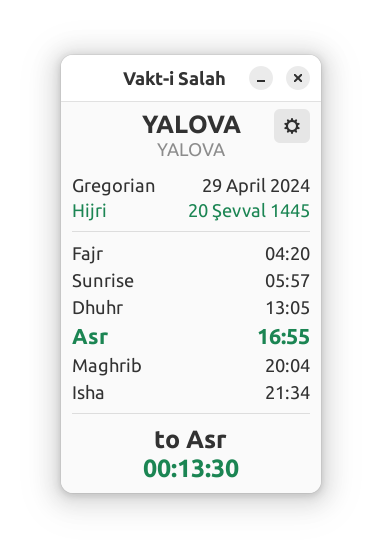 Vakt-i Salah
YALOVA
YALOVA
Gregorian 29 April 2024
Hijri 20 Şevval 1445
Fajr 04:20
Sunrise 05:57
Dhuhr 13:05
Asr 16:55
Maghrib 20:04
Isha 21:34
to Asr
00:13:30